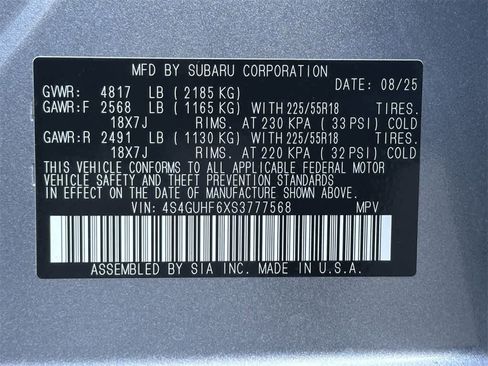 MFD BY SUBARU CORPORATION
DATE: 08/25
GVWR: 4817 LB (2185 KG)
GAWR:F 2568 LB (1165 KG) WITH 225/55R18 TIRES.
18X7J RIMS. AT 230 KPA (33 PSI) COLD
GAWR:R 2491 LB (1130 KG) WITH 225/55R18 TIRES.
18X7J RIMS. AT 220 KPA (32 PSI) COLD
THIS VEHICLE CONFORMS TO ALL APPLICABLE FEDERAL MOTOR
VEHICLE SAFETY AND THEFT PREVENTION STANDARDS
IN EFFECT ON THE DATE OF MANUFACTURE SHOWN ABOVE.
VIN: 4S4GUHF6XS3777568 MPV
ASSEMBLED BY SIA INC. MADE IN U.S.A.